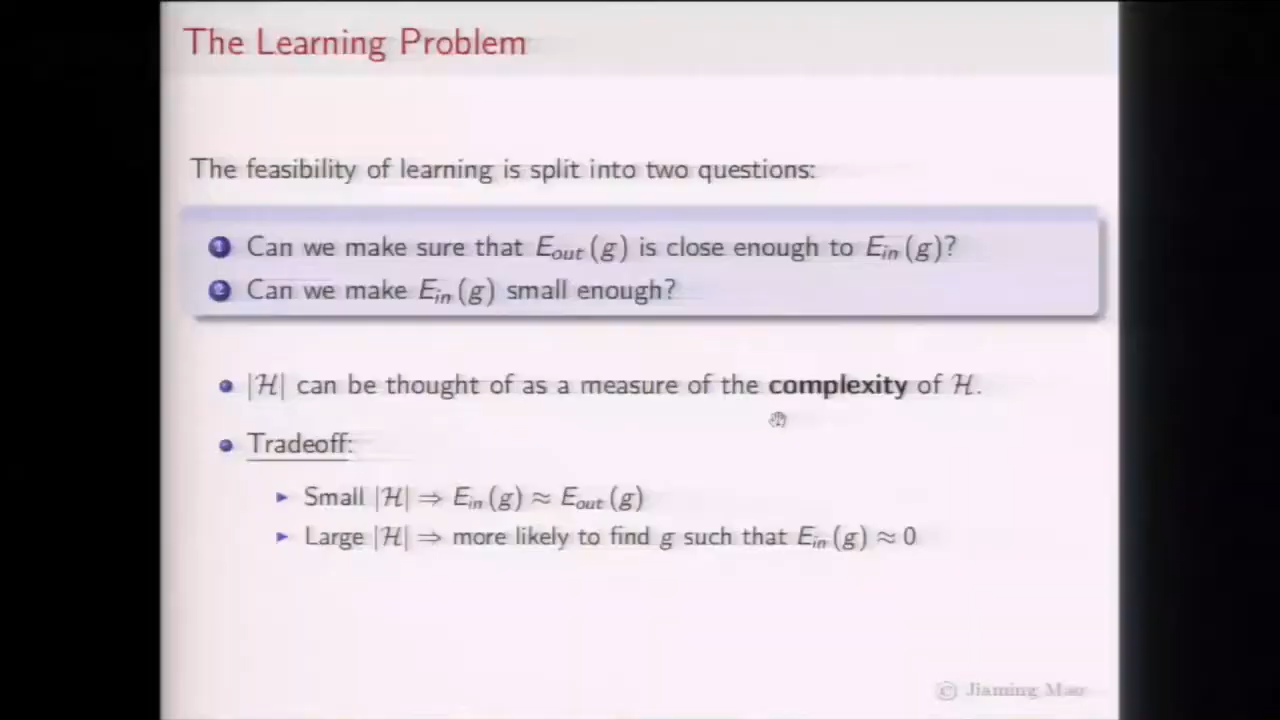 The Learning Problem
The feasibility of learning is split into two questions:
1 Can we make sure that E_out(g) is close enough to E_in(g)?
2 Can we make E_in(g) small enough?
• |ℋ| can be thought of as a measure of the complexity of ℋ.
• Tradeoff:
▶ Small |ℋ| ⇒ E_in(g) ≈ E_out(g)
▶ Large |ℋ| ⇒ more likely to find g such that E_in(g) ≈ 0
© Jiaming Mao